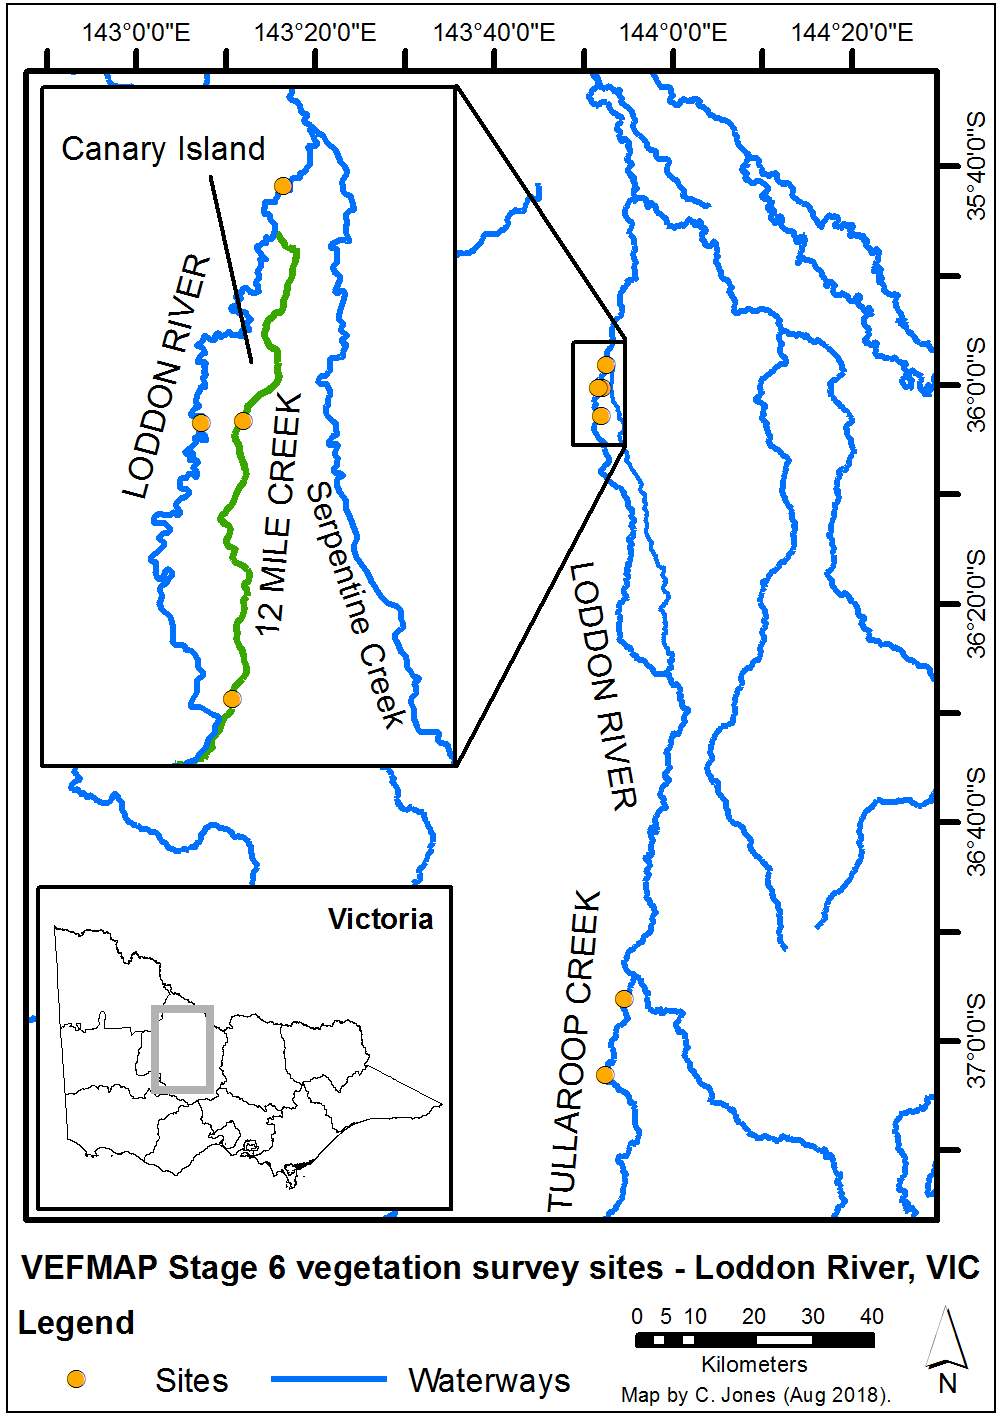 143°0'0"E
143°20'0"E
143°40'0"E
144°0'0"E
144°20'0"E
35°40'0"S
36°0'0"S
36°20'0"S
36°40'0"S
37°0'0"S
Canary Island
LODDON RIVER
12 MILE CREEK
Serpentine Creek
LODDON RIVER
TULLAROOP CREEK
Victoria
VEFMAP Stage 6 vegetation survey sites - Loddon River, VIC
Legend
Sites
Waterways
0 5 10 20 30 40
Kilometers
Map by C. Jones (Aug 2018).
N